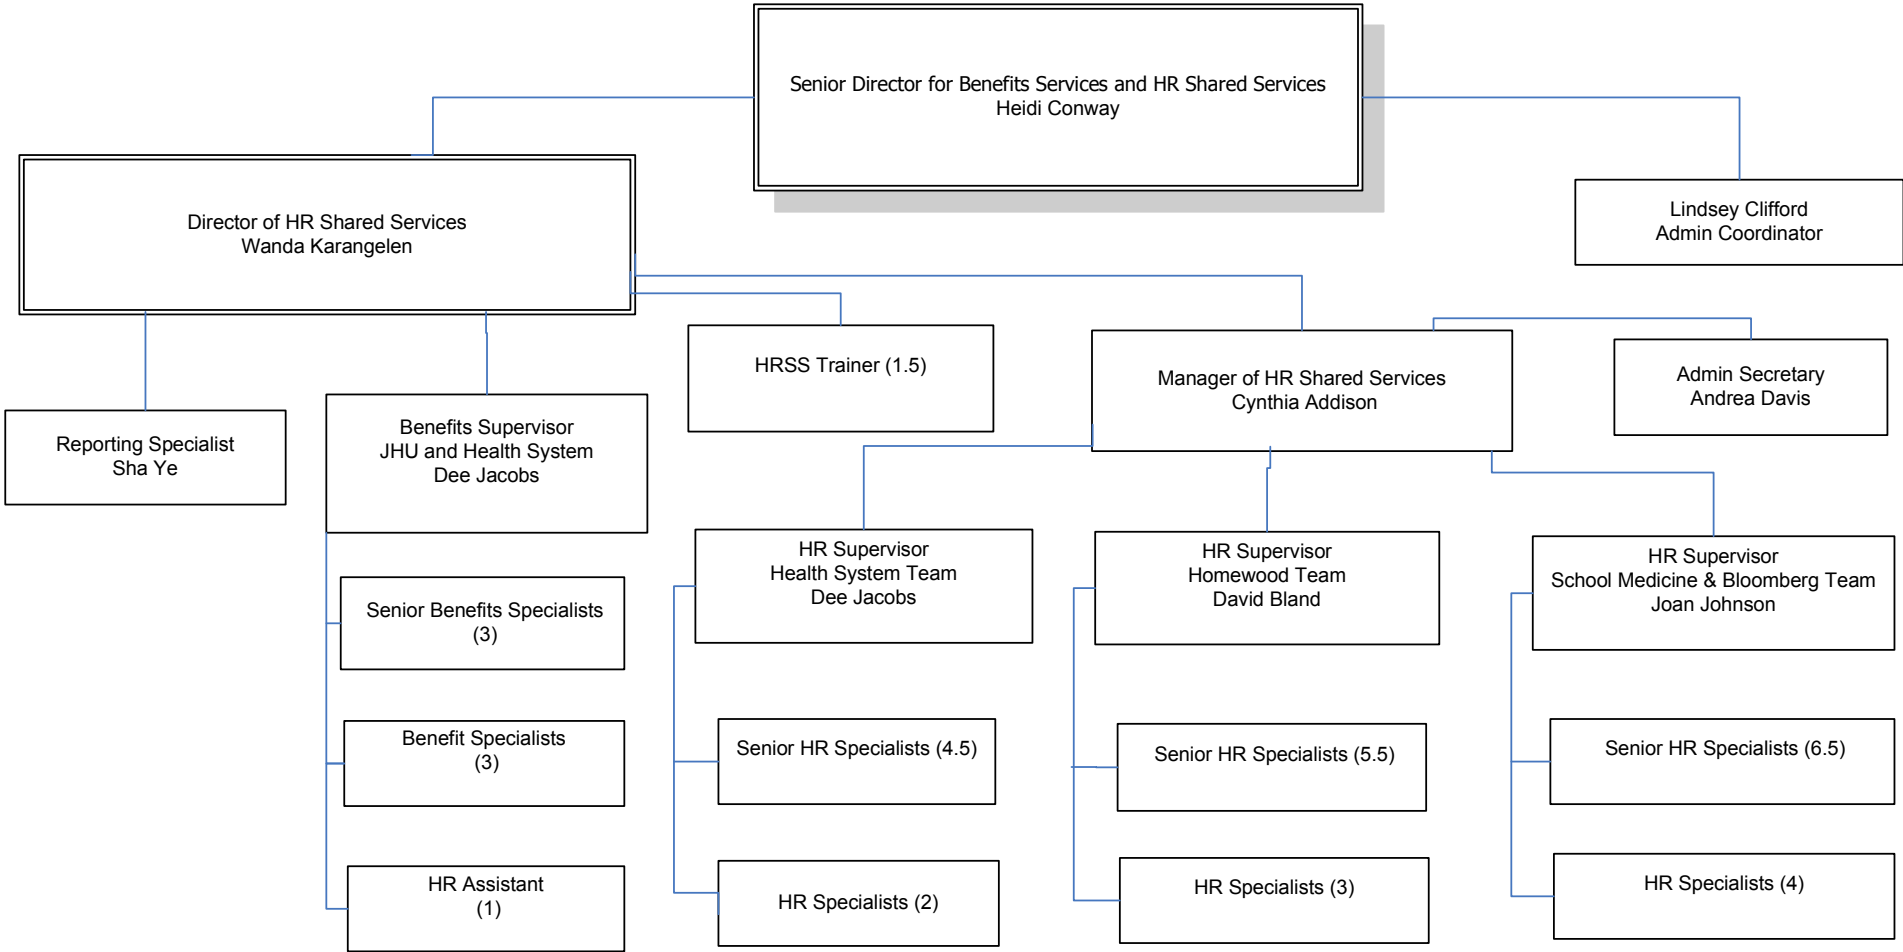 Senior Director for Benefits Services and HR Shared Services
Heidi Conway
Director of HR Shared Services
Wanda Karangelen
Lindsey Clifford
Admin Coordinator
HRSS Trainer (1.5)
Manager of HR Shared Services
Cynthia Addison
Admin Secretary
Andrea Davis
Reporting Specialist
Sha Ye
Benefits Supervisor
JHU and Health System
Dee Jacobs
HR Supervisor
Health System Team
Dee Jacobs
HR Supervisor
Homewood Team
David Bland
HR Supervisor
School Medicine & Bloomberg Team
Joan Johnson
Senior Benefits Specialists
(3)
Benefit Specialists
(3)
HR Assistant
(1)
Senior HR Specialists (4.5)
HR Specialists (2)
Senior HR Specialists (5.5)
HR Specialists (3)
Senior HR Specialists (6.5)
HR Specialists (4)